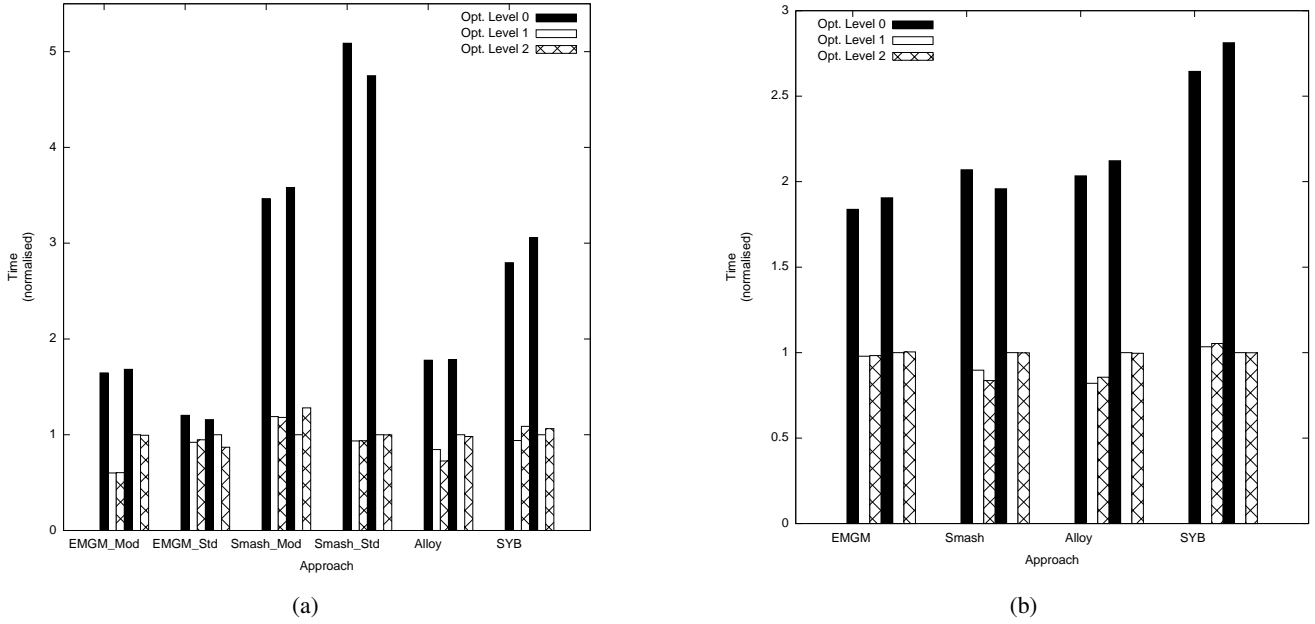 Opt. Level 0
Opt. Level 1
Opt. Level 2
5
4
3
2
1
0
Time
(normalised)
EMGM_Mod EMGM_Std Smash_Mod Smash_Std Alloy SYB
Approach
(a)
Opt. Level 0
Opt. Level 1
Opt. Level 2
3
2.5
2
1.5
1
0.5
0
Time
(normalised)
EMGM Smash Alloy SYB
Approach
(b)